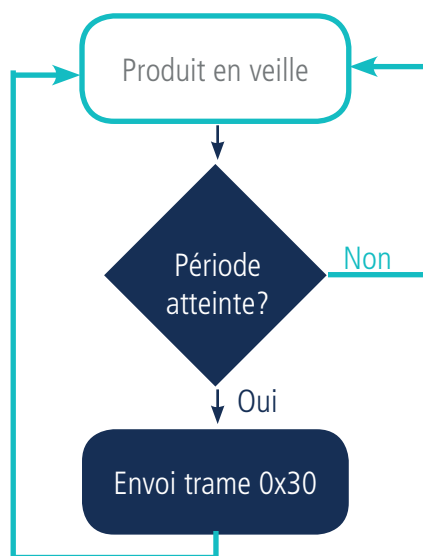 Produit en veille
Période
atteinte?
Non
Oui
Envoi trame 0x30